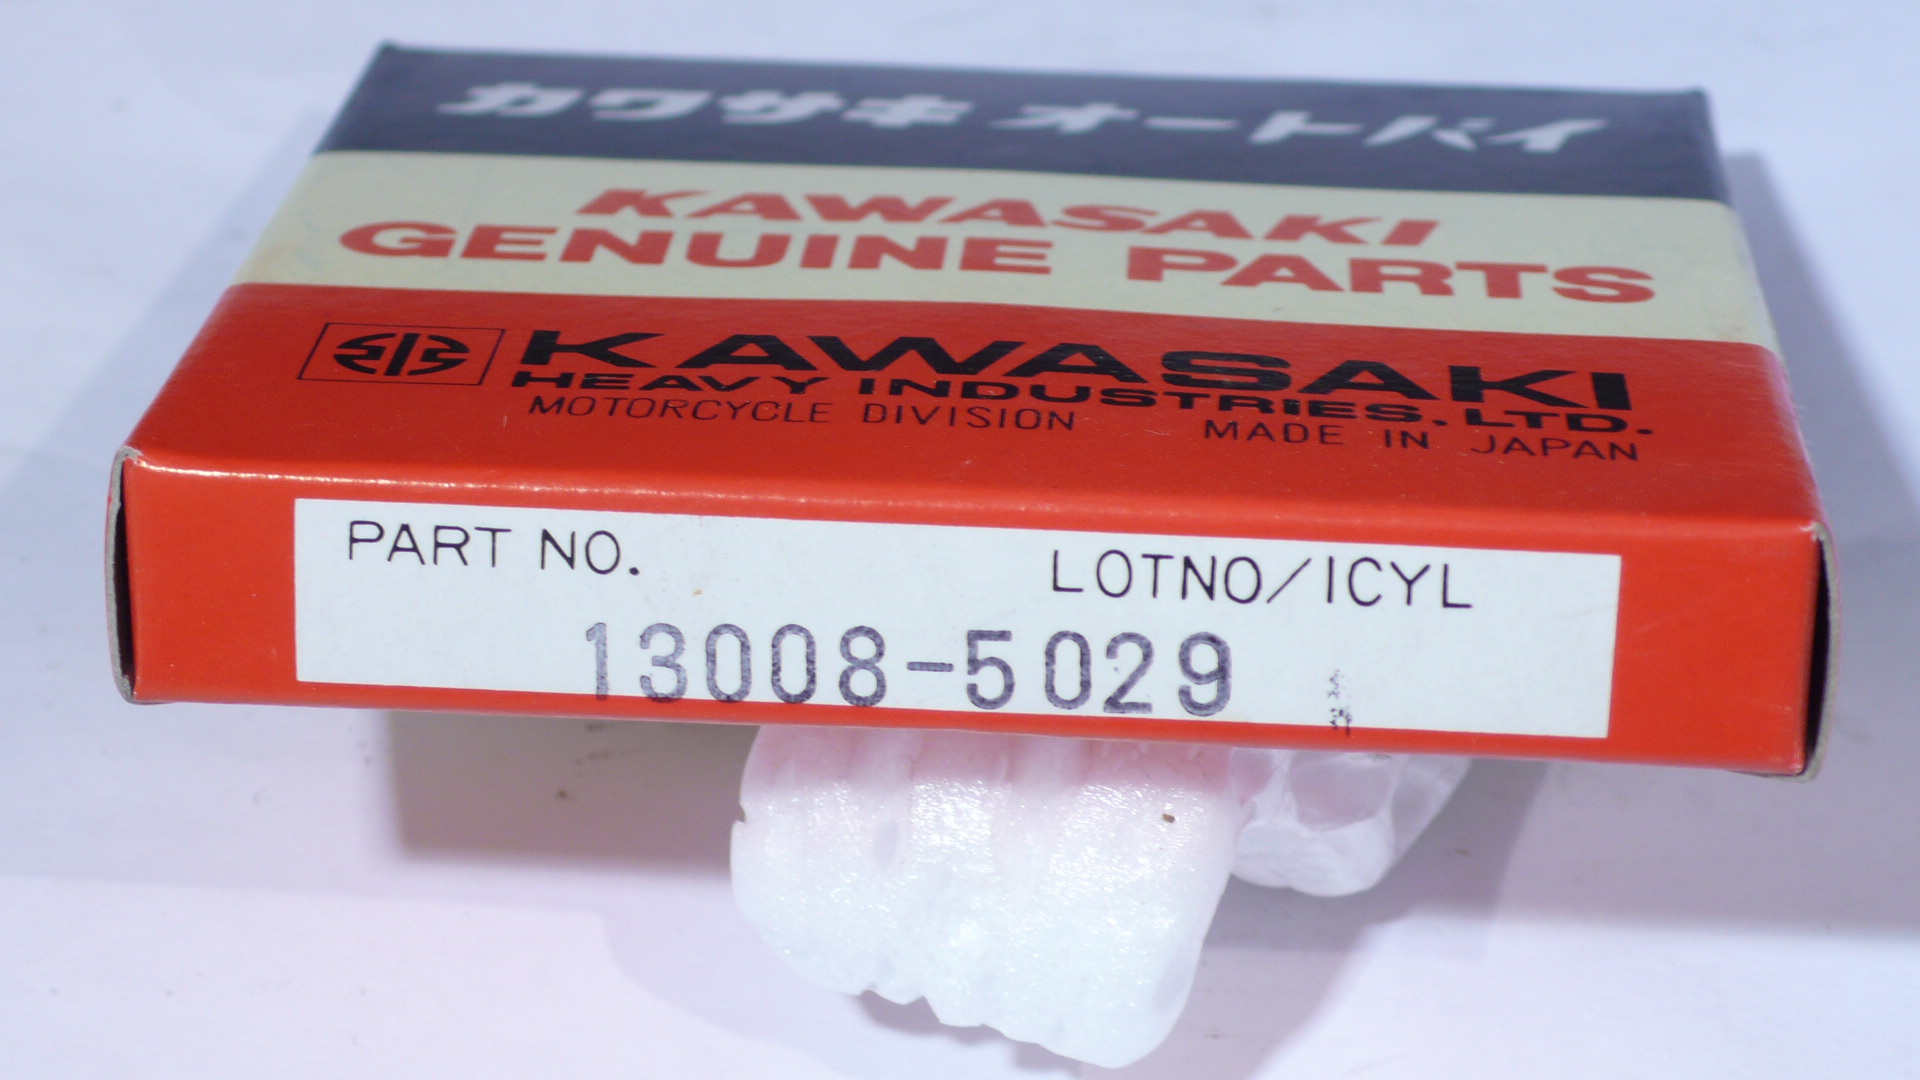 カワサキ オートバイ
KAWASAKI
GENUINE PARTS
KAWASAKI
HEAVY INDUSTRIES, LTD.
MOTORCYCLE DIVISION MADE IN JAPAN
PART NO. LOTNO/ICYL
13008-5029